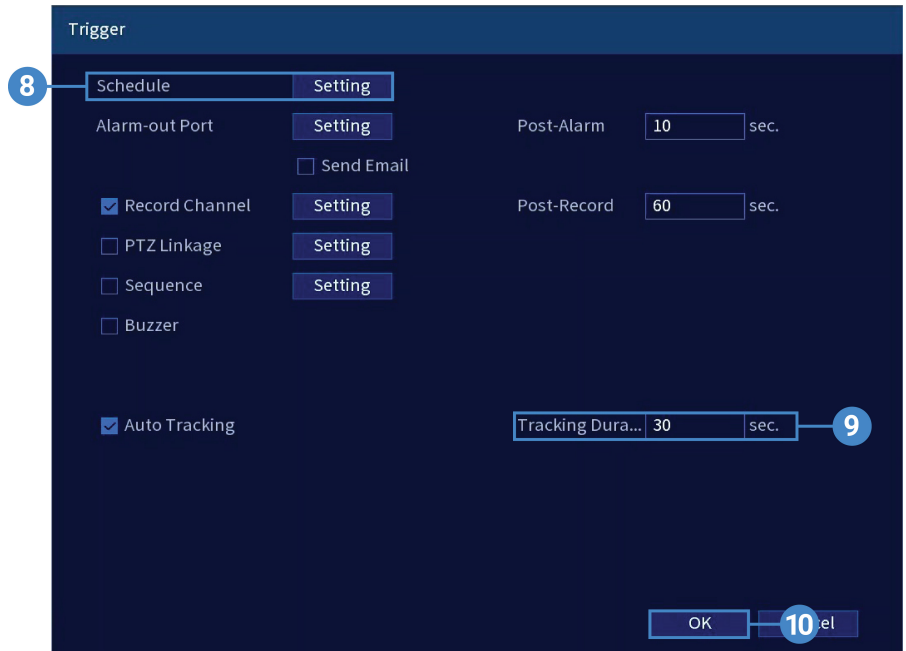 Trigger
8 Schedule Setting
Alarm-out Port Setting Post-Alarm 10 sec.
Send Email
Record Channel Setting Post-Record 60 sec.
PTZ Linkage Setting
Sequence Setting
Buzzer
Auto Tracking Tracking Dura... 30 sec. 9
OK 10 el